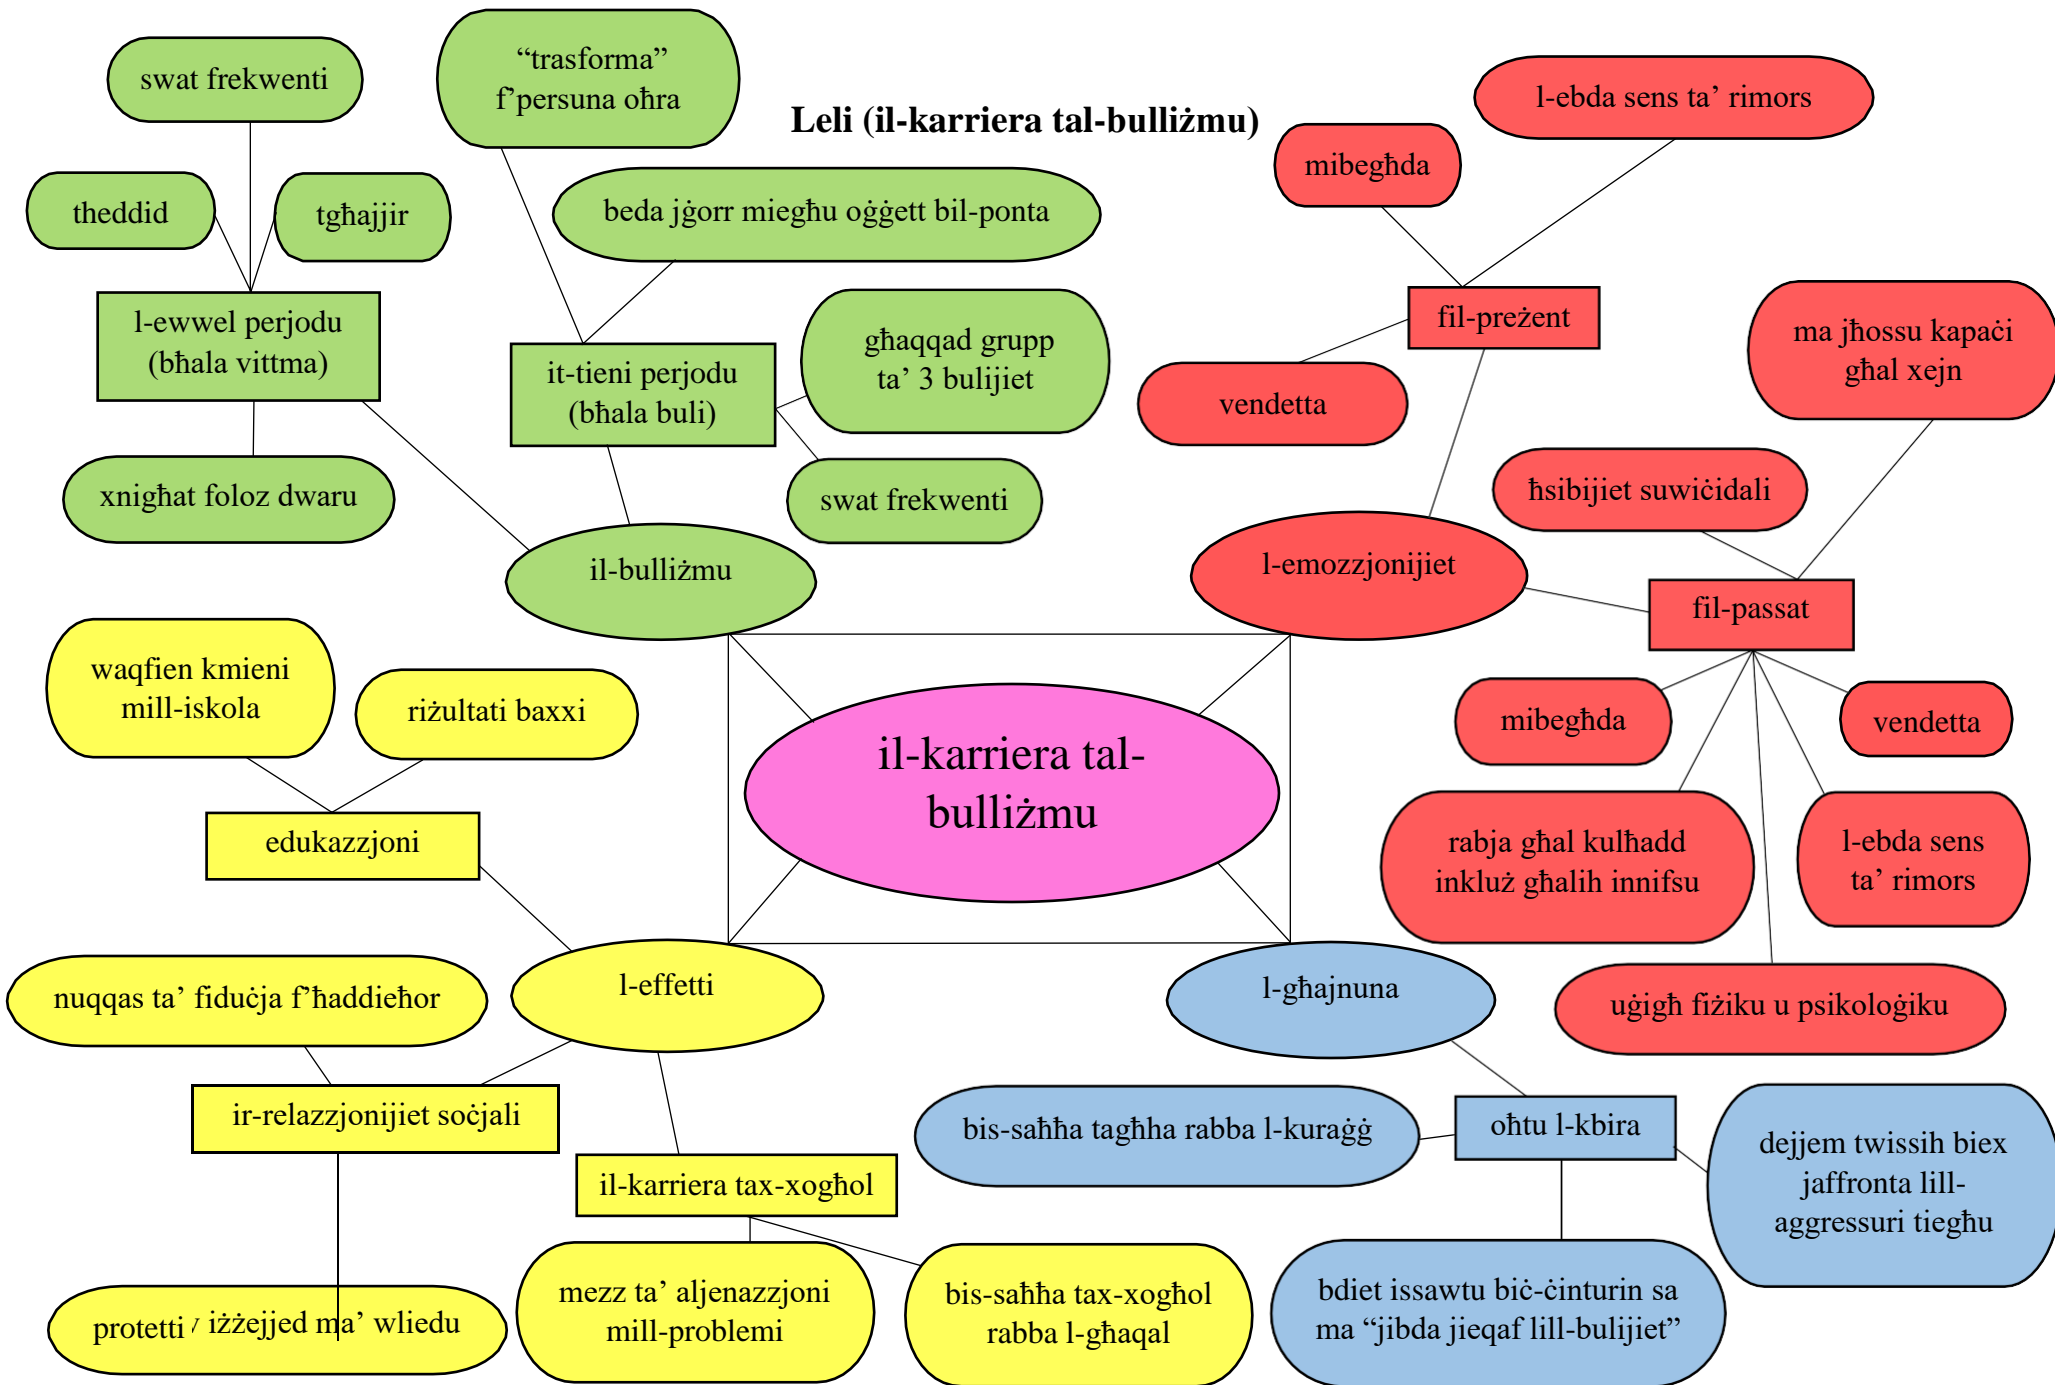 Leli (il-karriera tal-bulliżmu)
swat frekwenti
“trasforma”
f’persuna oħra
theddid
tgħajjir
beda jġorr miegħu oġġett bil-ponta
l-ewwel perjodu
(bħala vittma)
it-tieni perjodu
(bħala buli)
għaqqad grupp
ta’ 3 bulijiet
xnigħat foloz dwaru
swat frekwenti
il-bulliżmu
l-ebda sens ta’ rimors
mibegħda
fil-preżent
vendetta
ma jħossu kapaċi
għal xejn
ħsibijiet suwiċidali
l-emozzjonijiet
fil-passat
mibegħda
vendetta
rabja għal kulħadd
inkluż għalih innifsu
l-ebda sens
ta’ rimors
uġigħ fiżiku u psikoloġiku
il-karriera tal-
bulliżmu
waqfien kmieni
mill-iskola
riżultati baxxi
edukazzjoni
l-effetti
nuqqas ta’ fiduċja f’ħaddieħor
ir-relazzjonijiet soċjali
il-karriera tax-xogħol
protetti iżżejjed ma’ wliedu
mezz ta’ aljenazzjoni
mill-problemi
bis-saħħa tax-xogħol
rabba l-għaqal
l-għajnuna
bis-saħħa tagħha rabba l-kuraġġ
oħtu l-kbira
dejjem twissih biex
jaffronta lill-
aggressuri tiegħu
bdiet issawtu biċ-ċinturin sa
ma “jibda jieqaf lill-bulijiet”